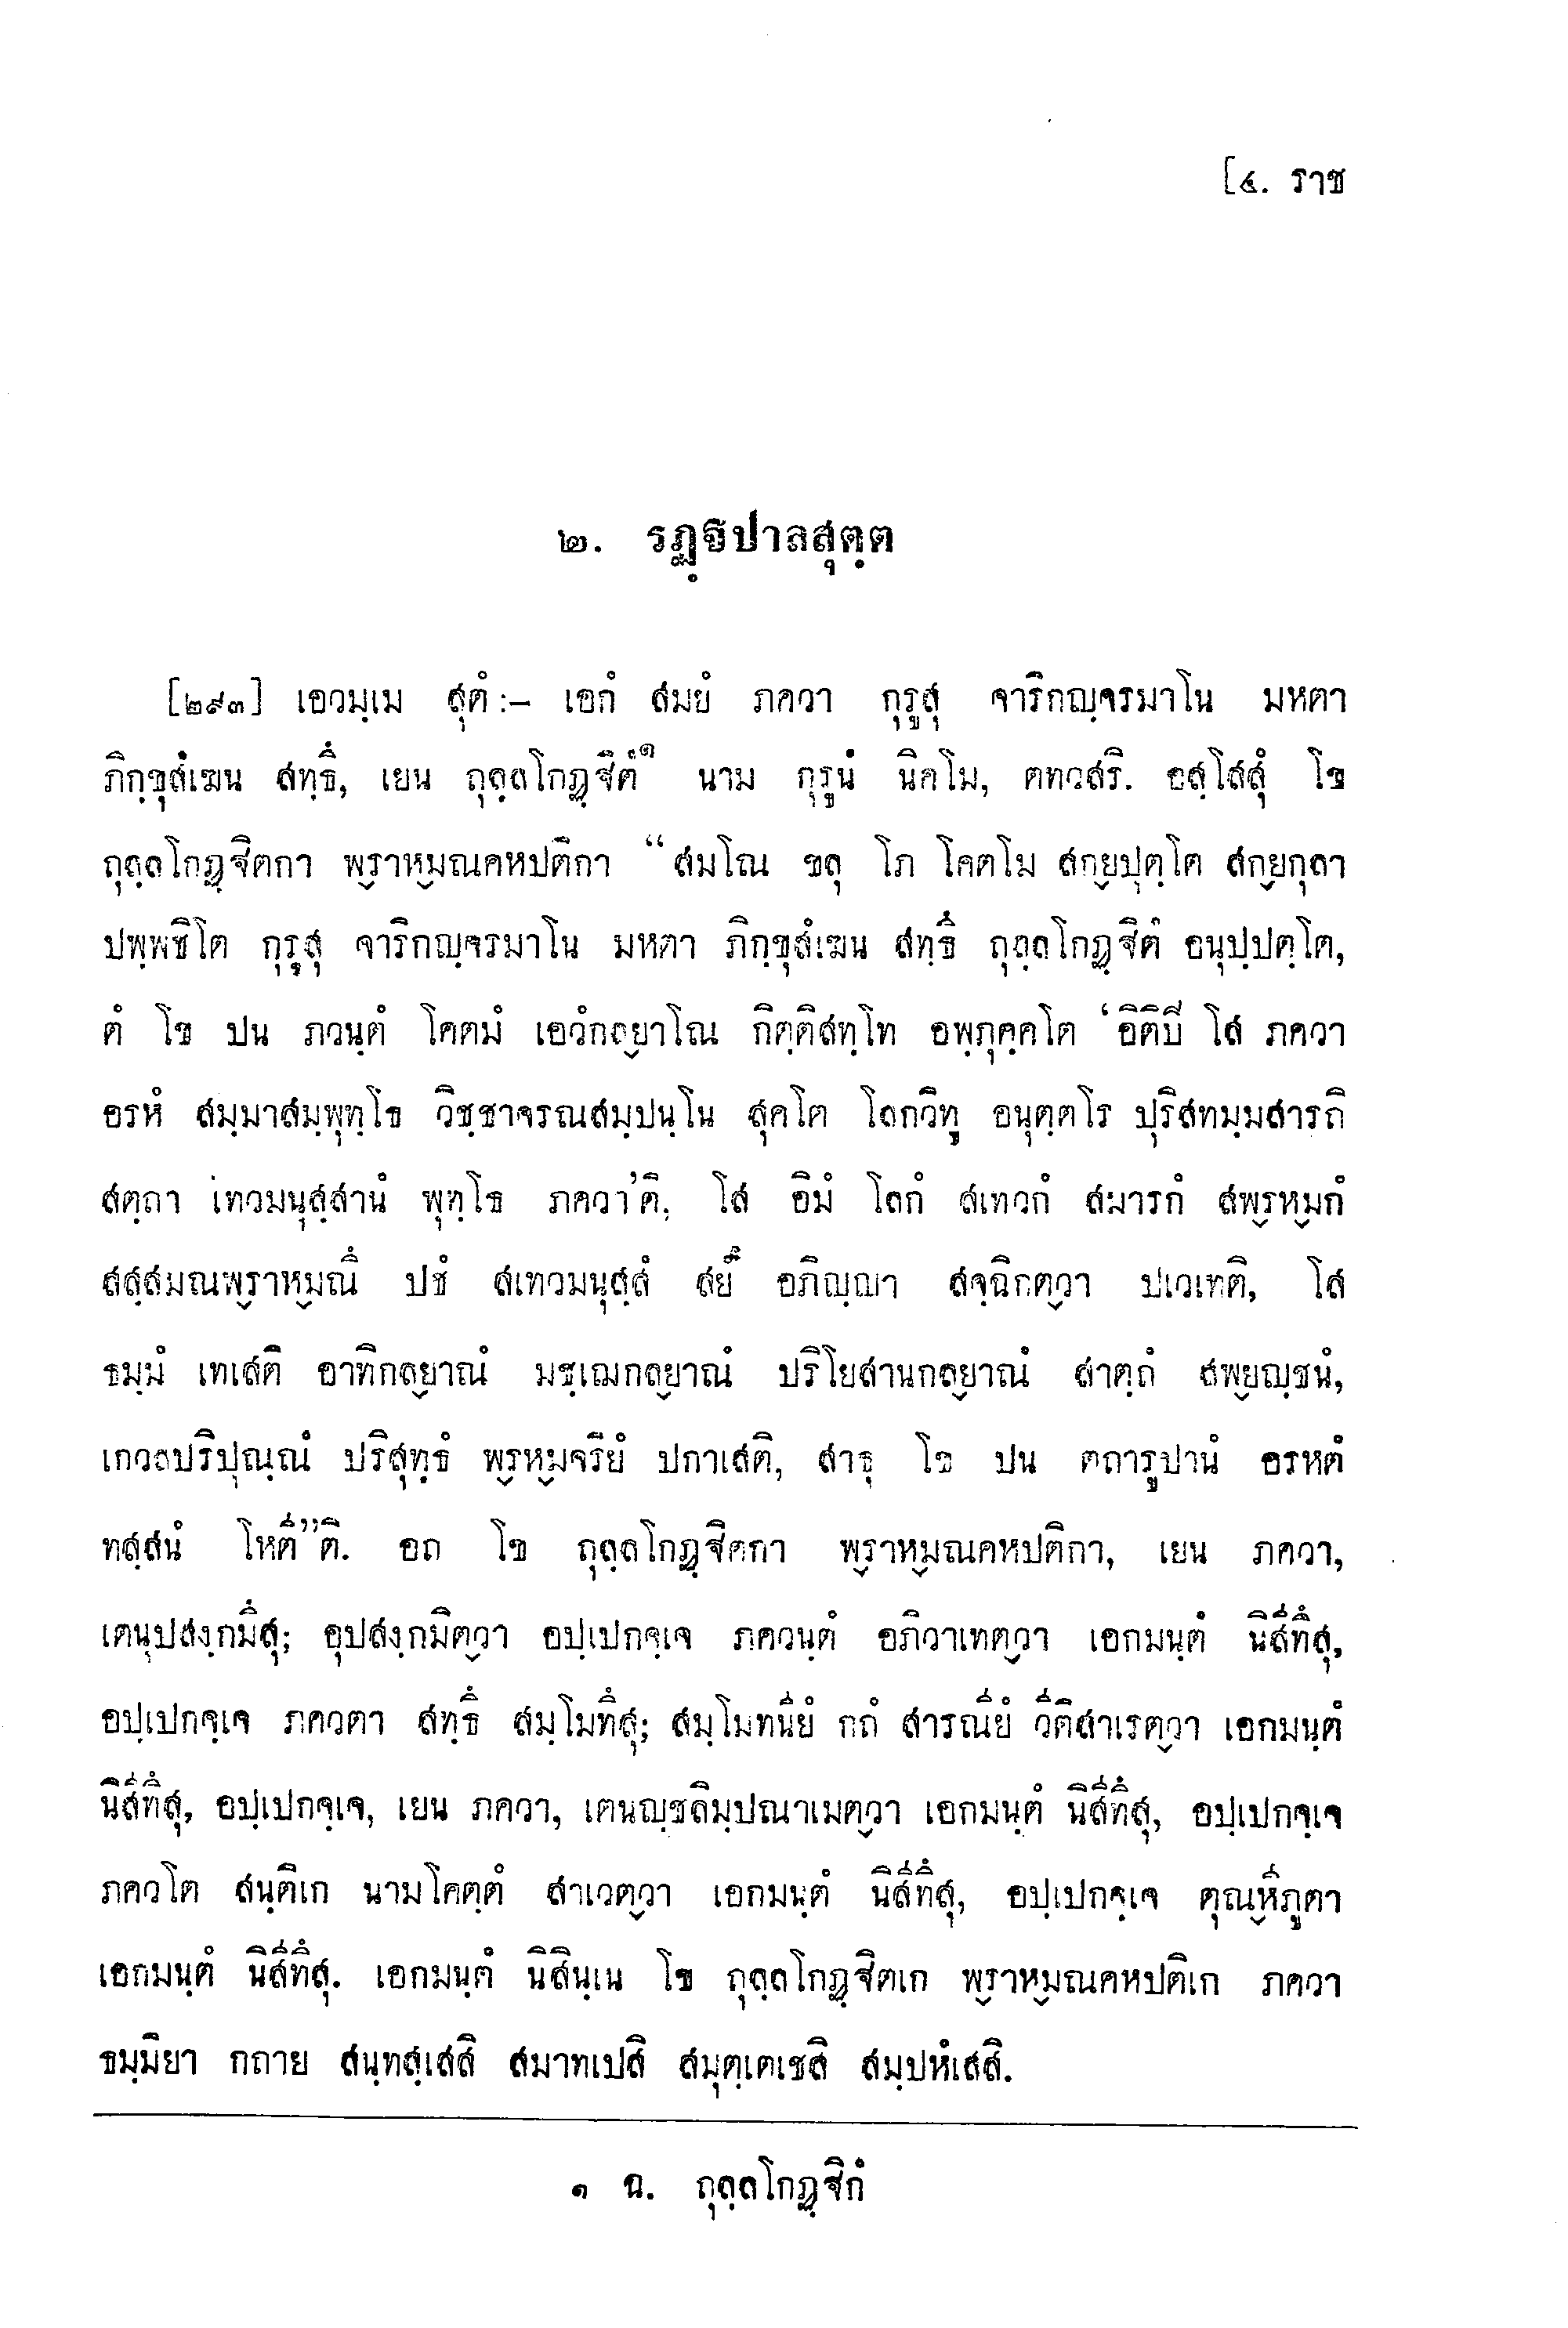 [๔. ราช
๒. รฏฺฐปาลสุตฺต
[๒๙๓] เอวมฺเม สุตํ :– เอกํ สมยํ ภควา กุรูสุ จาริกญฺจรมาโน มหตา
ภิกฺขุสํเฆน สทฺธึ, เยน ถุลฺลโกฏฺฐิตํ๑ นาม กุรูนํ นิคโม, ตทวสริ. อสฺโสสุํ โข
ถุลฺลโกฏฺฐิตกา พฺราหฺมณคหปติกา “สมโณ ขลุ โภ โคตโม สกฺยปุตฺโต สกฺยกุลา
ปพฺพชิโต กุรูสุ จาริกญฺจรมาโน มหตา ภิกฺขุสํเฆน สทฺธึ ถุลฺลโกฏฺฐิตํ อนุปฺปตฺโต,
ตํ โข ปน ภวนฺตํ โคตมํ เอวํกลฺยาโณ กิตฺติสทฺโท อพฺภุคฺคโต ‘อิติปิ โส ภควา
อรหํ สมฺมาสมฺพุทฺโธ วิชฺชาจรณสมฺปนฺโน สุคโต โลกวิทู อนุตฺตโร ปุริสทมฺมสารถิ
สตฺถา เทวมนุสฺสานํ พุทฺโธ ภควา’ติ, โส อิมํ โลกํ สเทวกํ สมารกํ สพฺรหฺมกํ
สสฺสมณพฺราหฺมณึ ปชํ สเทวมนุสฺสํ สยํ อภิญฺญา สจฺฉิกตฺวา ปเวเทติ, โส
ธมฺมํ เทเสติ อาทิกลฺยาณํ มชฺเฌกลฺยาณํ ปริโยสานกลฺยาณํ สาตฺถํ สพฺยญฺชนํ,
เกวลปริปุณฺณํ ปริสุทฺธํ พฺรหฺมจริยํ ปกาเสติ, สาธุ โข ปน ตถารูปานํ อรหตํ
ทสฺสนํ โหตี”ติ. อถ โข ถุลฺลโกฏฺฐิตกา พฺราหฺมณคหปติกา, เยน ภควา,
เตนุปสงฺกมึสุ; อุปสงฺกมิตฺวา อปฺเปกจฺเจ ภควนฺตํ อภิวาเทตฺวา เอกมนฺตํ นิสีทึสุ,
อปฺเปกจฺเจ ภควตา สทฺธึ สมฺโมทึสุ; สมฺโมทนียํ กถํ สารณียํ วีติสาเรตฺวา เอกมนฺตํ
นิสีทึสุ, อปฺเปกจฺเจ, เยน ภควา, เตนญฺชลิมฺปณาเมตฺวา เอกมนฺตํ นิสีทึสุ, อปฺเปกจฺเจ
ภควโต สนฺติเก นามโคตฺตํ สาเวตฺวา เอกมนฺตํ นิสีทึสุ, อปฺเปกจฺเจ ตุณฺหีภูตา
เอกมนฺตํ นิสีทึสุ. เอกมนฺตํ นิสินฺเน โข ถุลฺลโกฏฺฐิตเก พฺราหฺมณคหปติเก ภควา
ธมฺมิยา กถาย สนฺทสฺเสสิ สมาทเปสิ สมุตฺเตเชสิ สมฺปหํเสสิ.
๑ ฉ. ถุลฺลโกฏฺฐิกํ